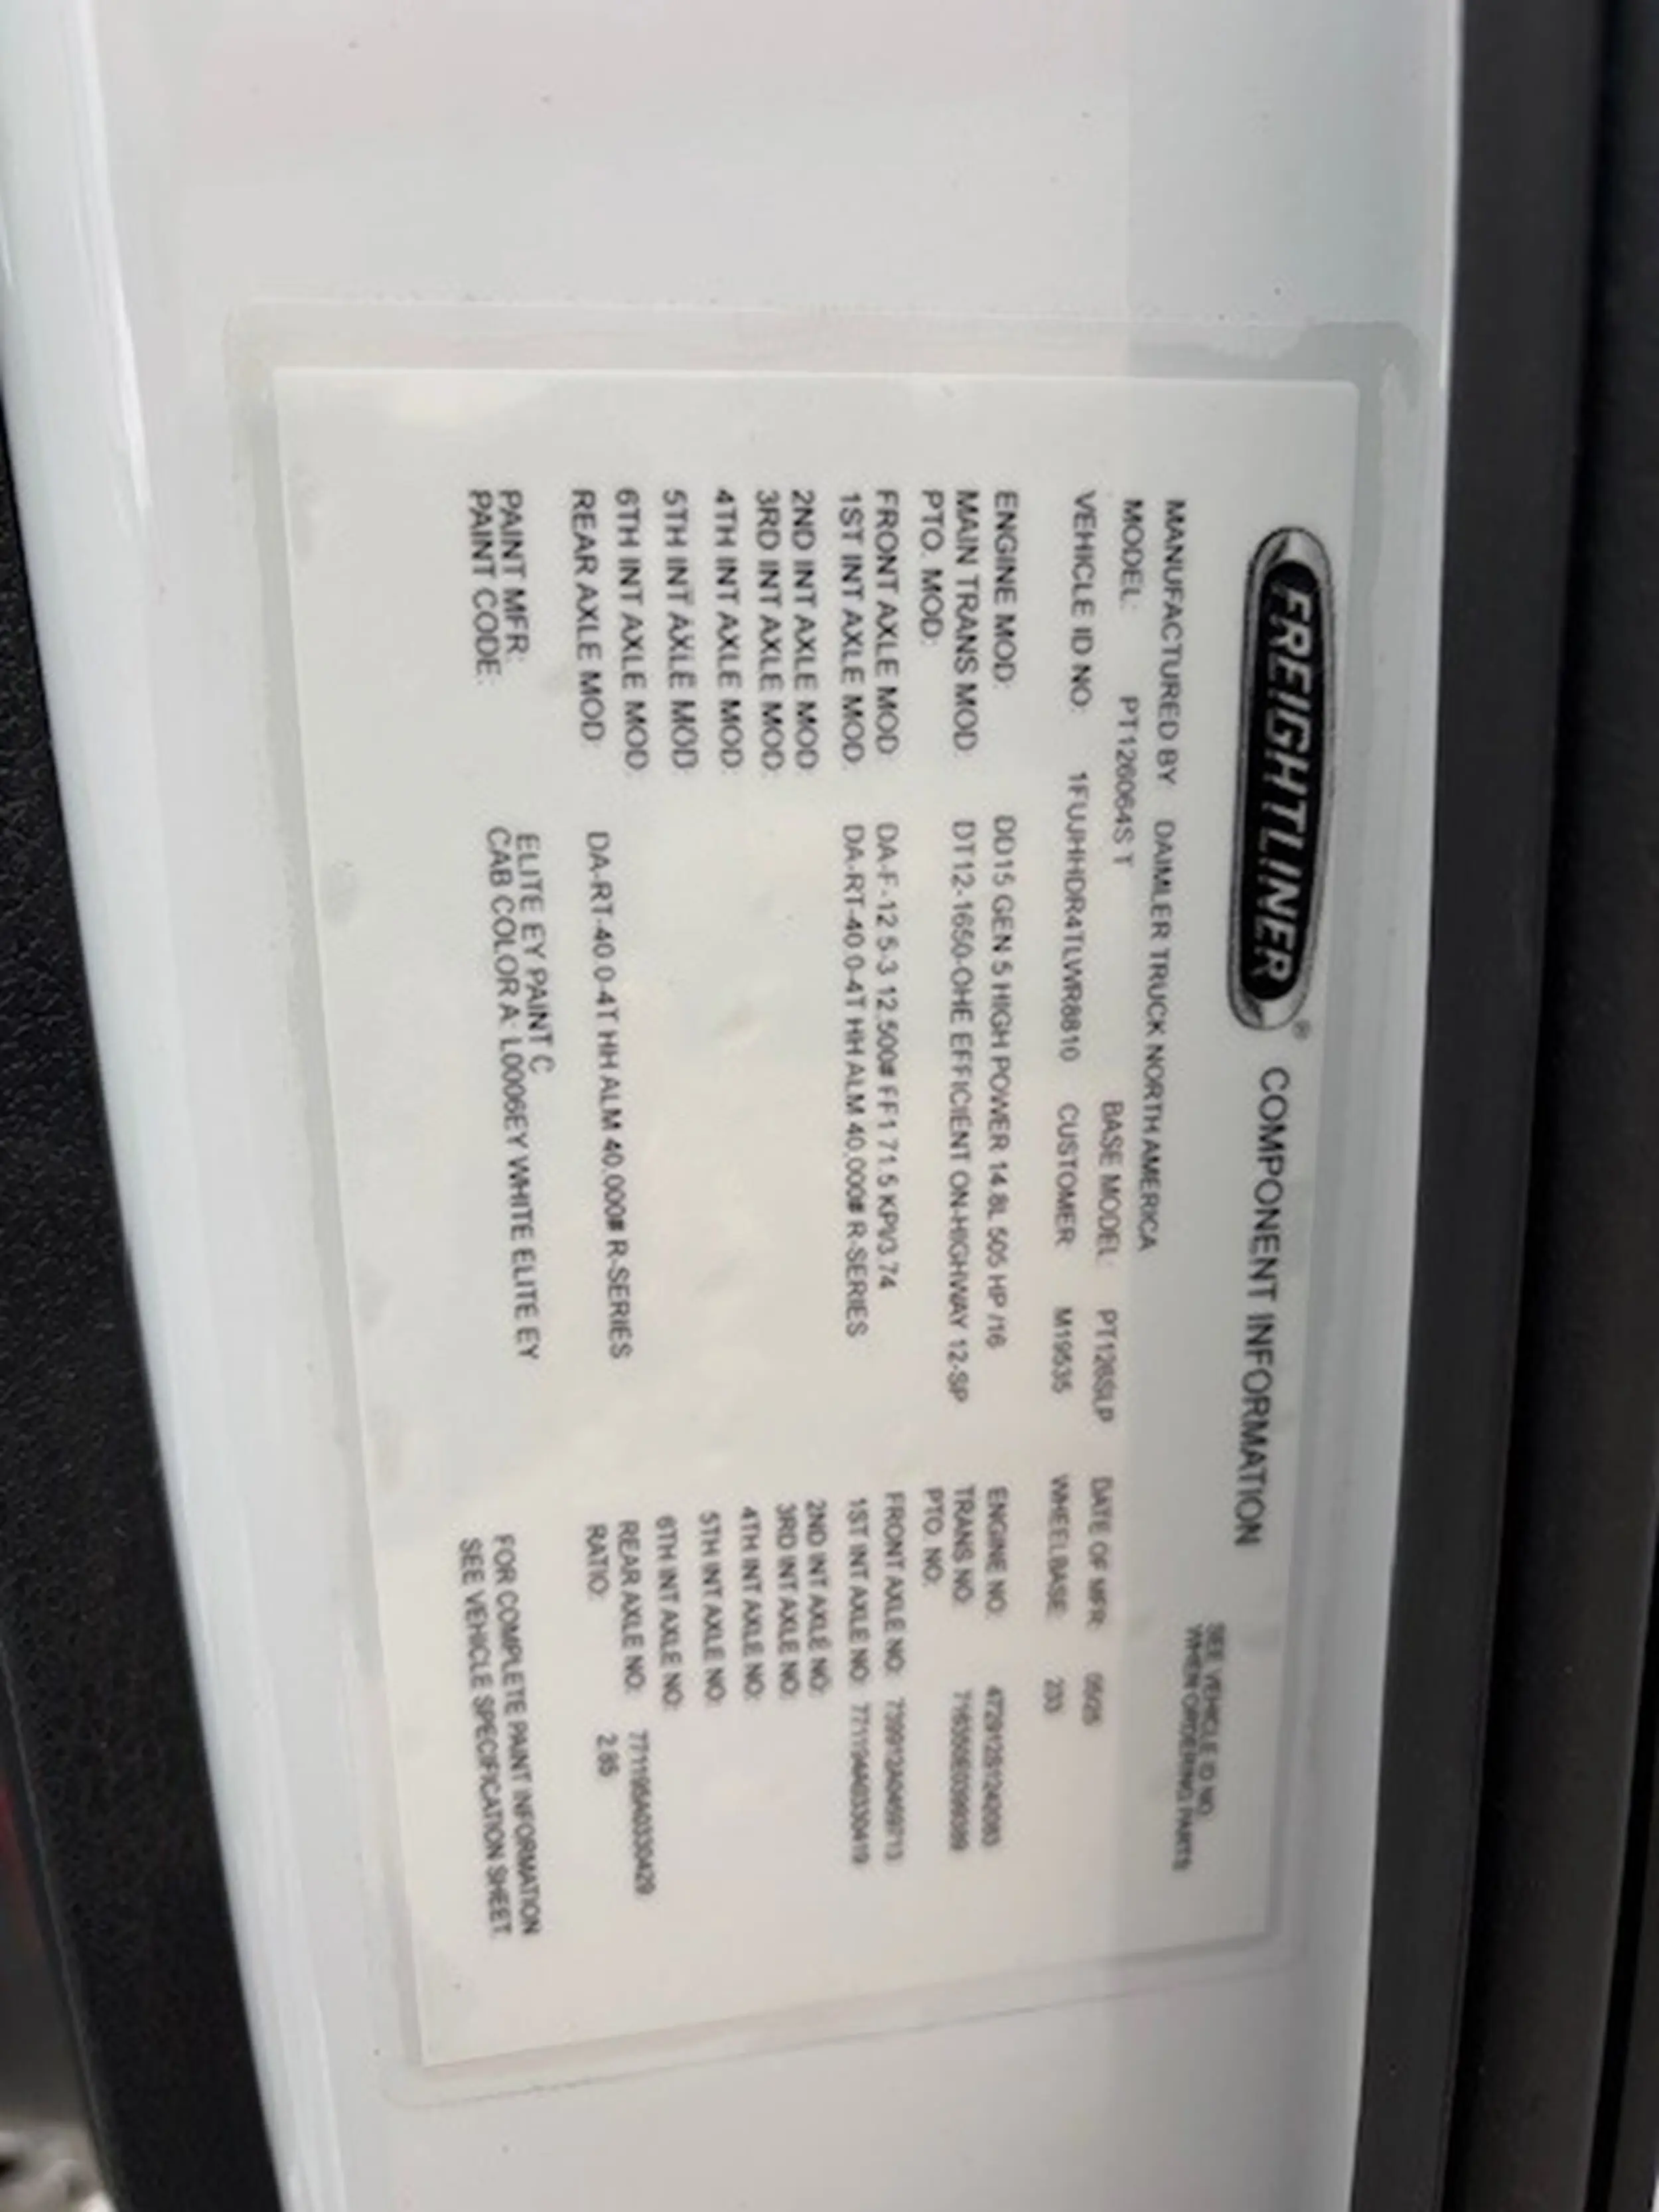 FREIGHTLINER® COMPONENT INFORMATION
SEE VEHICLE ID NO.
WHEN ORDERING PARTS
MANUFACTURED BY DAIMLER TRUCK NORTH AMERICA
MODEL: PT126064S T BASE MODEL: PT126SLP DATE OF MFR: 05/25
VEHICLE ID NO: 1FUJHHDR4TLWR8810 CUSTOMER: M19535 WHEELBASE: 233
ENGINE MOD: DD15 GEN 5 HIGH POWER 14.8L 505 HP /16 ENGINE NO:
MAIN TRANS MOD: DT12-1650-OHE EFFICIENT ON-HIGHWAY 12-SP TRANS NO:
PTO. MOD: PTO. NO:
FRONT AXLE MOD: DA-F-12.5-3 12,500# FF1 71.5 KPI/3.74 FRONT AXLE NO:
1ST INT AXLE MOD: DA-RT-40.0-4T HH ALM 40,000# R-SERIES 1ST INT AXLE NO: 771194A0330419
2ND INT AXLE MOD: 2ND INT AXLE NO:
3RD INT AXLE MOD: 3RD INT AXLE NO:
4TH INT AXLE MOD: 4TH INT AXLE NO:
5TH INT AXLE MOD: 5TH INT AXLE NO:
6TH INT AXLE MOD: 6TH INT AXLE NO:
REAR AXLE MOD: DA-RT-40.0-4T HH ALM 40,000# R-SERIES REAR AXLE NO: 771195A0330429
RATIO: 2.85
PAINT MFR: ELITE EY PAINT C
PAINT CODE: CAB COLOR A: L0006EY WHITE ELITE EY
FOR COMPLETE PAINT INFORMATION
SEE VEHICLE SPECIFICATION SHEET.